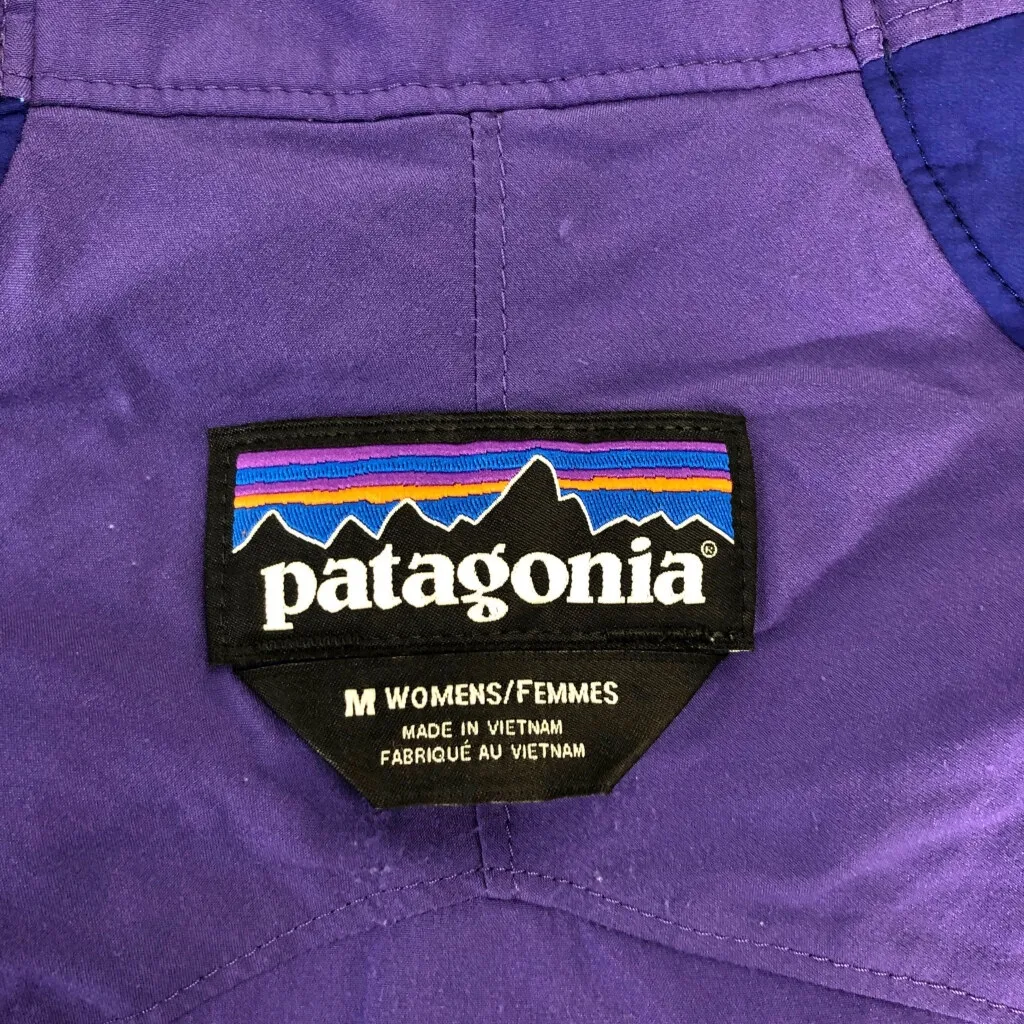 patagonia®
M WOMENS/FEMMES
MADE IN VIETNAM
FABRIQUÉ AU VIETNAM